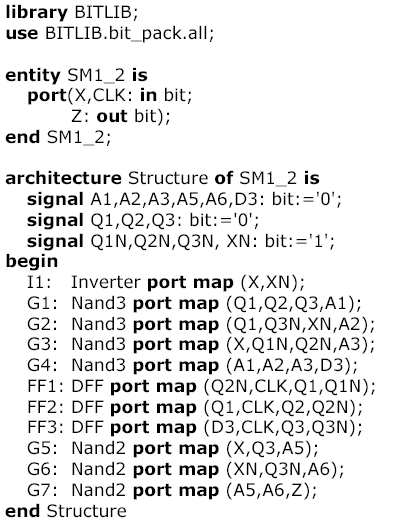 library BITLIB;
use BITLIB.bit_pack.all;
entity SM1_2 is
port(X,CLK: in bit;
Z: out bit);
end SM1_2;
architecture Structure of SM1_2 is
signal A1,A2,A3,A5,A6,D3: bit:='0';
signal Q1,Q2,Q3: bit:='0';
signal Q1N,Q2N,Q3N, XN: bit:='1';
begin
I1: Inverter port map (X,XN);
G1: Nand3 port map (Q1,Q2,Q3,A1);
G2: Nand3 port map (Q1,Q3N,XN,A2);
G3: Nand3 port map (X,Q1N,Q2N,A3);
G4: Nand3 port map (A1,A2,A3,D3);
FF1: DFF port map (Q2N,CLK,Q1,Q1N);
FF2: DFF port map (Q1,CLK,Q2,Q2N);
FF3: DFF port map (D3,CLK,Q3,Q3N);
G5: Nand2 port map (X,Q3,A5);
G6: Nand2 port map (XN,Q3N,A6);
G7: Nand2 port map (A5,A6,Z);
end Structure